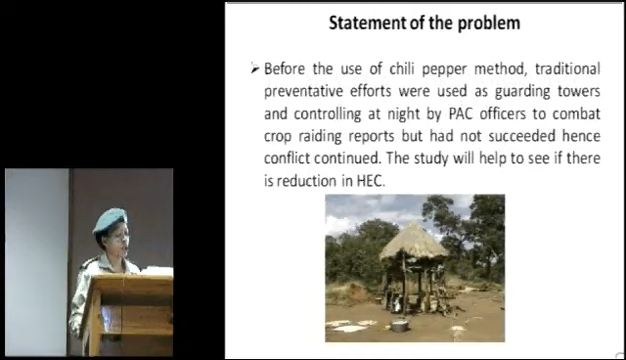 Statement of the problem
➢ Before the use of chili pepper method, traditional
preventative efforts were used as guarding towers
and controlling at night by PAC officers to combat
crop raiding reports but had not succeeded hence
conflict continued. The study will help to see if there
is reduction in HEC.